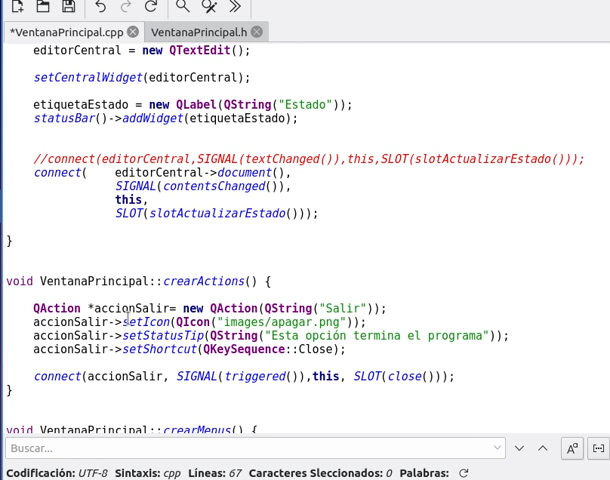 *VentanaPrincipal.cpp VentanaPrincipal.h
editorCentral = new QTextEdit();
setCentralWidget(editorCentral);
etiquetaEstado = new QLabel(QString("Estado"));
statusBar()->addWidget(etiquetaEstado);
//connect(editorCentral,SIGNAL(textChanged()),this,SLOT(slotActualizarEstado()));
connect( editorCentral->document(),
SIGNAL(contentsChanged()),
this,
SLOT(slotActualizarEstado()));
}
void VentanaPrincipal::crearActions() {
QAction *accionSalir= new QAction(QString("Salir"));
accionSalir->setIcon(QIcon("images/apagar.png"));
accionSalir->setStatusTip(QString("Esta opción termina el programa"));
accionSalir->setShortcut(QKeySequence::Close);
connect(accionSalir, SIGNAL(triggered()),this, SLOT(close()));
}
void VentanaPrincipal::crearMenus() {
Buscar...
Codificación: UTF-8 Sintaxis: cpp Líneas: 67 Caracteres Sleccionados: 0 Palabras: